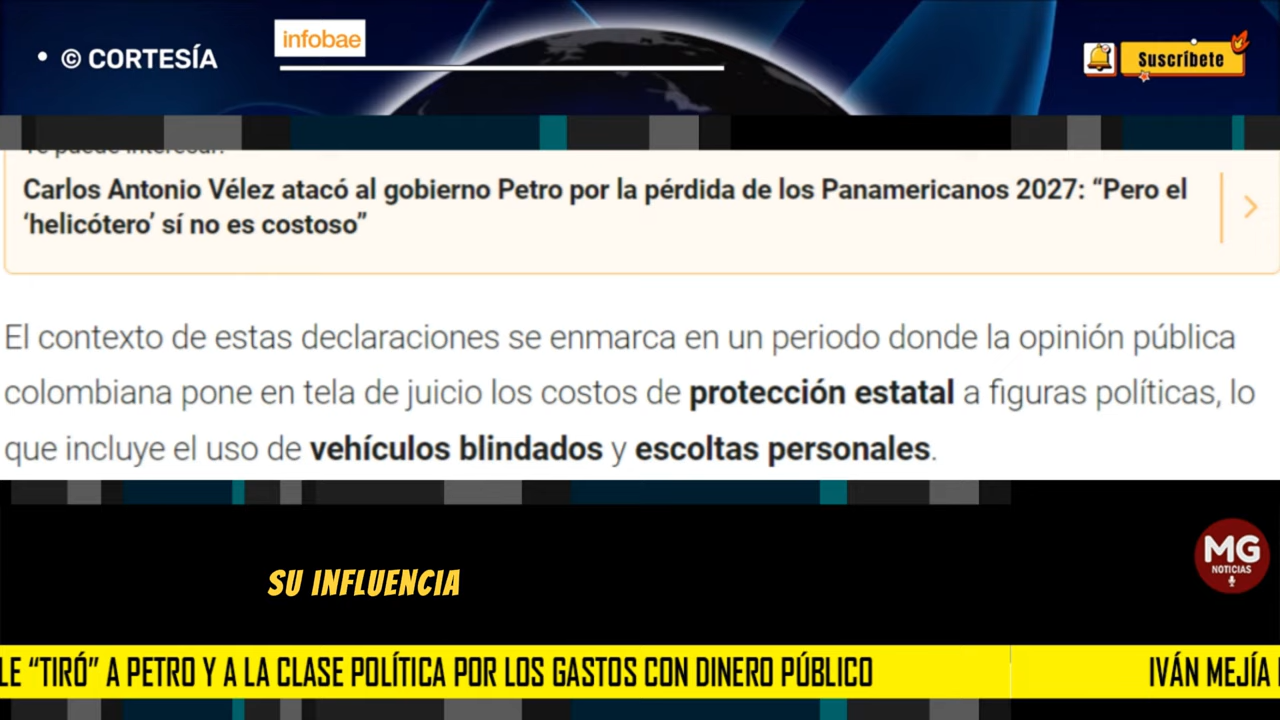 • © CORTESÍA
infobae
Suscríbete
Te puede interesar:
Carlos Antonio Vélez atacó al gobierno Petro por la pérdida de los Panamericanos 2027: “Pero el
‘helicótero’ sí no es costoso”
El contexto de estas declaraciones se enmarca en un periodo donde la opinión pública
colombiana pone en tela de juicio los costos de protección estatal a figuras políticas, lo
que incluye el uso de vehículos blindados y escoltas personales.
MG
NOTICIAS
SU INFLUENCIA
LE “TIRÓ” A PETRO Y A LA CLASE POLÍTICA POR LOS GASTOS CON DINERO PÚBLICO
IVÁN MEJÍA